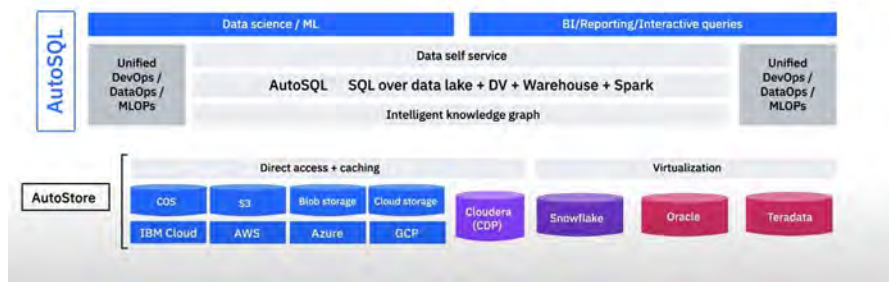 AutoSQL
Data science / ML
BI/Reporting/Interactive queries
Unified
DevOps /
DataOps /
MLOPs
Data self service
AutoSQL SQL over data lake + DV + Warehouse + Spark
Intelligent knowledge graph
Unified
DevOps /
DataOps /
MLOPs
AutoStore
Direct access + caching
Virtualization
COS
S3
Blob storage
Cloud storage
IBM Cloud
AWS
Azure
GCP
Cloudera
(CDP)
Snowflake
Oracle
Teradata